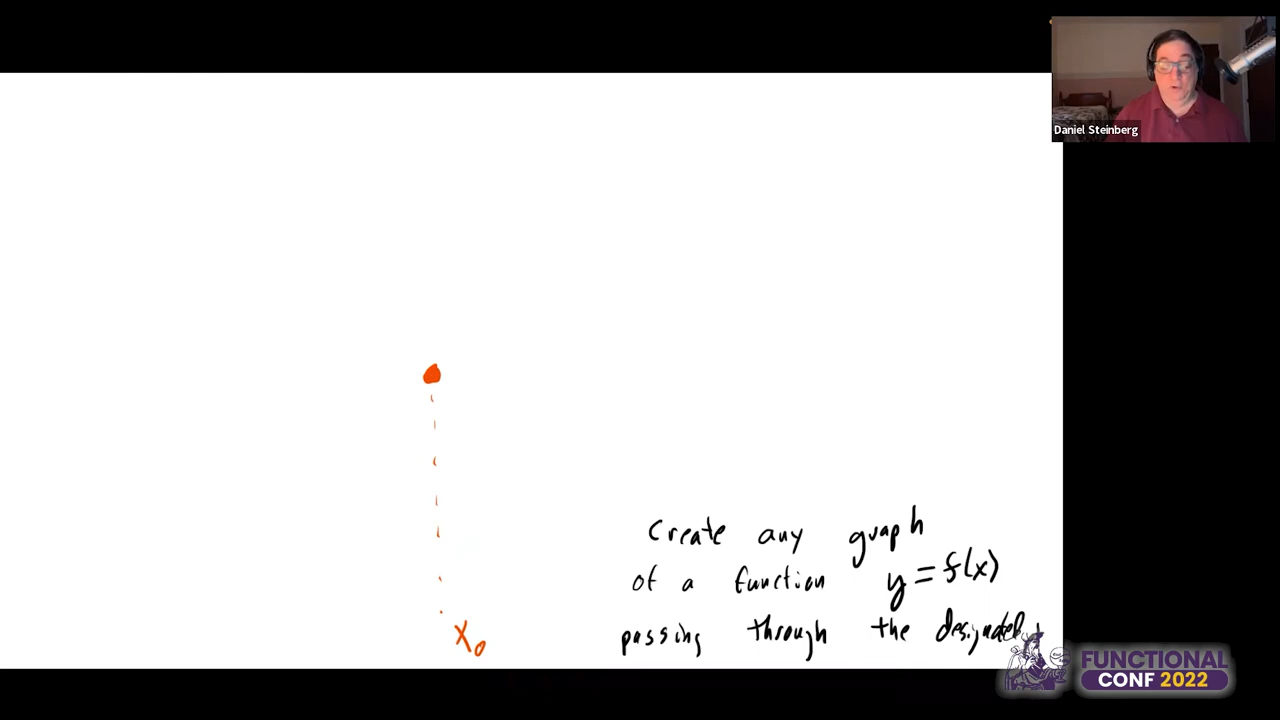 Daniel Steinberg
Create any graph
of a function y = f(x)
passing through the designated
x₀
FUNCTIONAL
CONF 2022